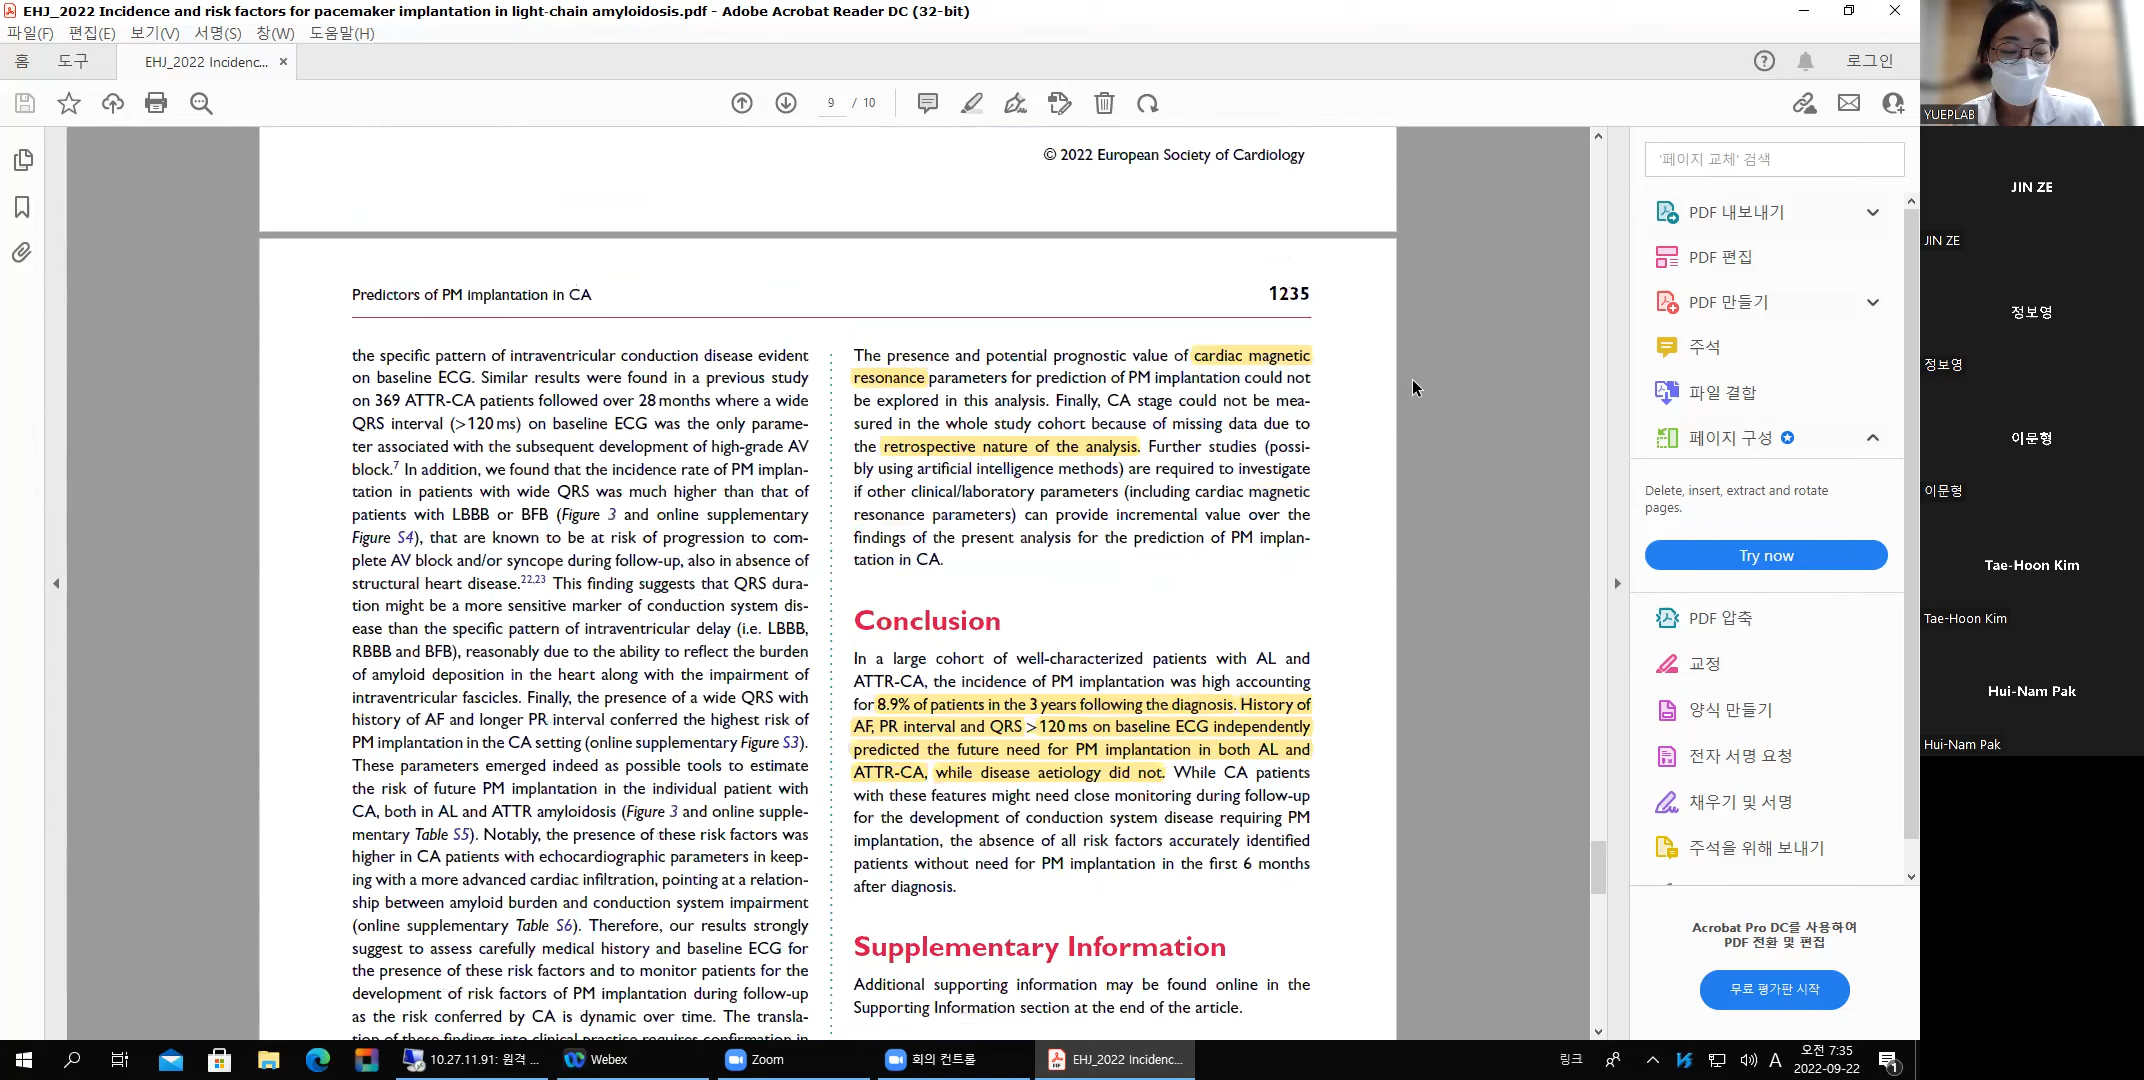 EHJ_2022 Incidence and risk factors for pacemaker implantation in light-chain amyloidosis.pdf - Adobe Acrobat Reader DC (32-bit)
파일(F) 편집(E) 보기(V) 서명(S) 창(W) 도움말(H)
홈 도구 EHJ_2022 Incidenc... × 로그인
9 / 10
© 2022 European Society of Cardiology
Predictors of PM implantation in CA 1235
the specific pattern of intraventricular conduction disease evident
on baseline ECG. Similar results were found in a previous study
on 369 ATTR-CA patients followed over 28 months where a wide
QRS interval (>120 ms) on baseline ECG was the only parame-
ter associated with the subsequent development of high-grade AV
block.7 In addition, we found that the incidence rate of PM implan-
tation in patients with wide QRS was much higher than that of
patients with LBBB or BFB (Figure 3 and online supplementary
Figure S4), that are known to be at risk of progression to com-
plete AV block and/or syncope during follow-up, also in absence of
structural heart disease.22,23 This finding suggests that QRS dura-
tion might be a more sensitive marker of conduction system dis-
ease than the specific pattern of intraventricular delay (i.e. LBBB,
RBBB and BFB), reasonably due to the ability to reflect the burden
of amyloid deposition in the heart along with the impairment of
intraventricular fascicles. Finally, the presence of a wide QRS with
history of AF and longer PR interval conferred the highest risk of
PM implantation in the CA setting (online supplementary Figure S3).
These parameters emerged indeed as possible tools to estimate
the risk of future PM implantation in the individual patient with
CA, both in AL and ATTR amyloidosis (Figure 3 and online supple-
mentary Table S5). Notably, the presence of these risk factors was
higher in CA patients with echocardiographic parameters in keep-
ing with a more advanced cardiac infiltration, pointing at a relation-
ship between amyloid burden and conduction system impairment
(online supplementary Table S6). Therefore, our results strongly
suggest to assess carefully medical history and baseline ECG for
the presence of these risk factors and to monitor patients for the
development of risk factors of PM implantation during follow-up
as the risk conferred by CA is dynamic over time. The transla-
tion of these findings into clinical practice requires confirmation in
The presence and potential prognostic value of cardiac magnetic
resonance parameters for prediction of PM implantation could not
be explored in this analysis. Finally, CA stage could not be mea-
sured in the whole study cohort because of missing data due to
the retrospective nature of the analysis. Further studies (possi-
bly using artificial intelligence methods) are required to investigate
if other clinical/laboratory parameters (including cardiac magnetic
resonance parameters) can provide incremental value over the
findings of the present analysis for the prediction of PM implan-
tation in CA.
Conclusion
In a large cohort of well-characterized patients with AL and
ATTR-CA, the incidence of PM implantation was high accounting
for 8.9% of patients in the 3 years following the diagnosis. History of
AF, PR interval and QRS >120 ms on baseline ECG independently
predicted the future need for PM implantation in both AL and
ATTR-CA, while disease aetiology did not. While CA patients
with these features might need close monitoring during follow-up
for the development of conduction system disease requiring PM
implantation, the absence of all risk factors accurately identified
patients without need for PM implantation in the first 6 months
after diagnosis.
Supplementary Information
Additional supporting information may be found online in the
Supporting Information section at the end of the article.
'페이지 교체' 검색
PDF 내보내기
PDF 편집
PDF 만들기
주석
파일 결합
페이지 구성
Delete, insert, extract and rotate
pages.
Try now
PDF 압축
교정
양식 만들기
전자 서명 요청
채우기 및 서명
주석을 위해 보내기
Acrobat Pro DC를 사용하여
PDF 전환 및 편집
무료 평가판 시작
YUEPLAB
JIN ZE
JIN ZE
정보영
정보영
이문형
이문형
Tae-Hoon Kim
Tae-Hoon Kim
Hui-Nam Pak
Hui-Nam Pak
10.27.11.91: 원격 ... Webex Zoom 회의 컨트롤 EHJ_2022 Incidenc... 링크 A 오전 7:35
2022-09-22 1